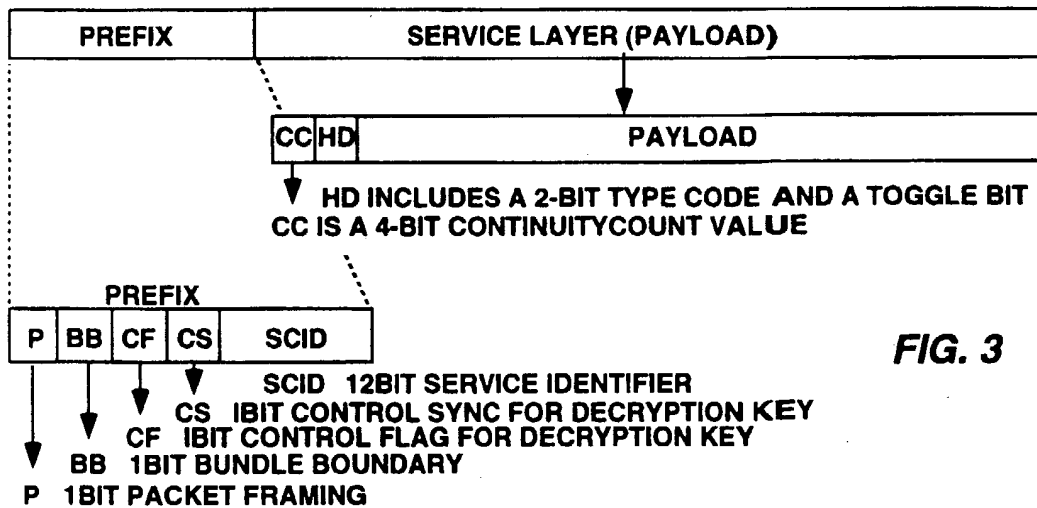 PREFIX SERVICE LAYER (PAYLOAD)
CC HD PAYLOAD
HD INCLUDES A 2-BIT TYPE CODE AND A TOGGLE BIT
CC IS A 4-BIT CONTINUITYCOUNT VALUE
PREFIX
P BB CF CS SCID
FIG. 3
SCID 12BIT SERVICE IDENTIFIER
CS IBIT CONTROL SYNC FOR DECRYPTION KEY
CF IBIT CONTROL FLAG FOR DECRYPTION KEY
BB 1BIT BUNDLE BOUNDARY
P 1BIT PACKET FRAMING